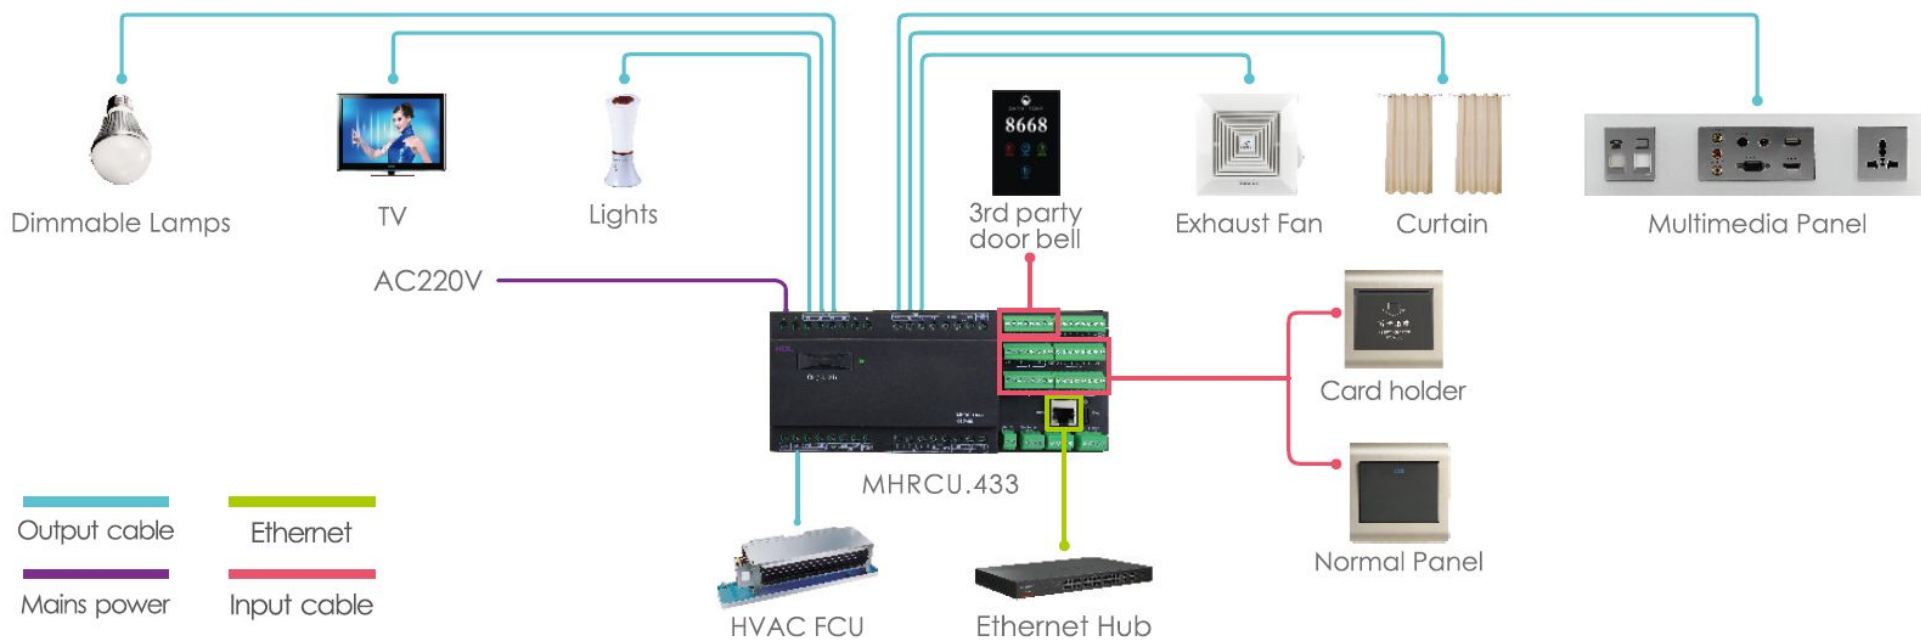 8668
Dimmable Lamps
TV
Lights
3rd party
door bell
Exhaust Fan
Curtain
Multimedia Panel
AC220V
HDL
Card holder
MHRCU.433
Output cable
Ethernet
Normal Panel
Mains power
Input cable
HVAC FCU
Ethernet Hub